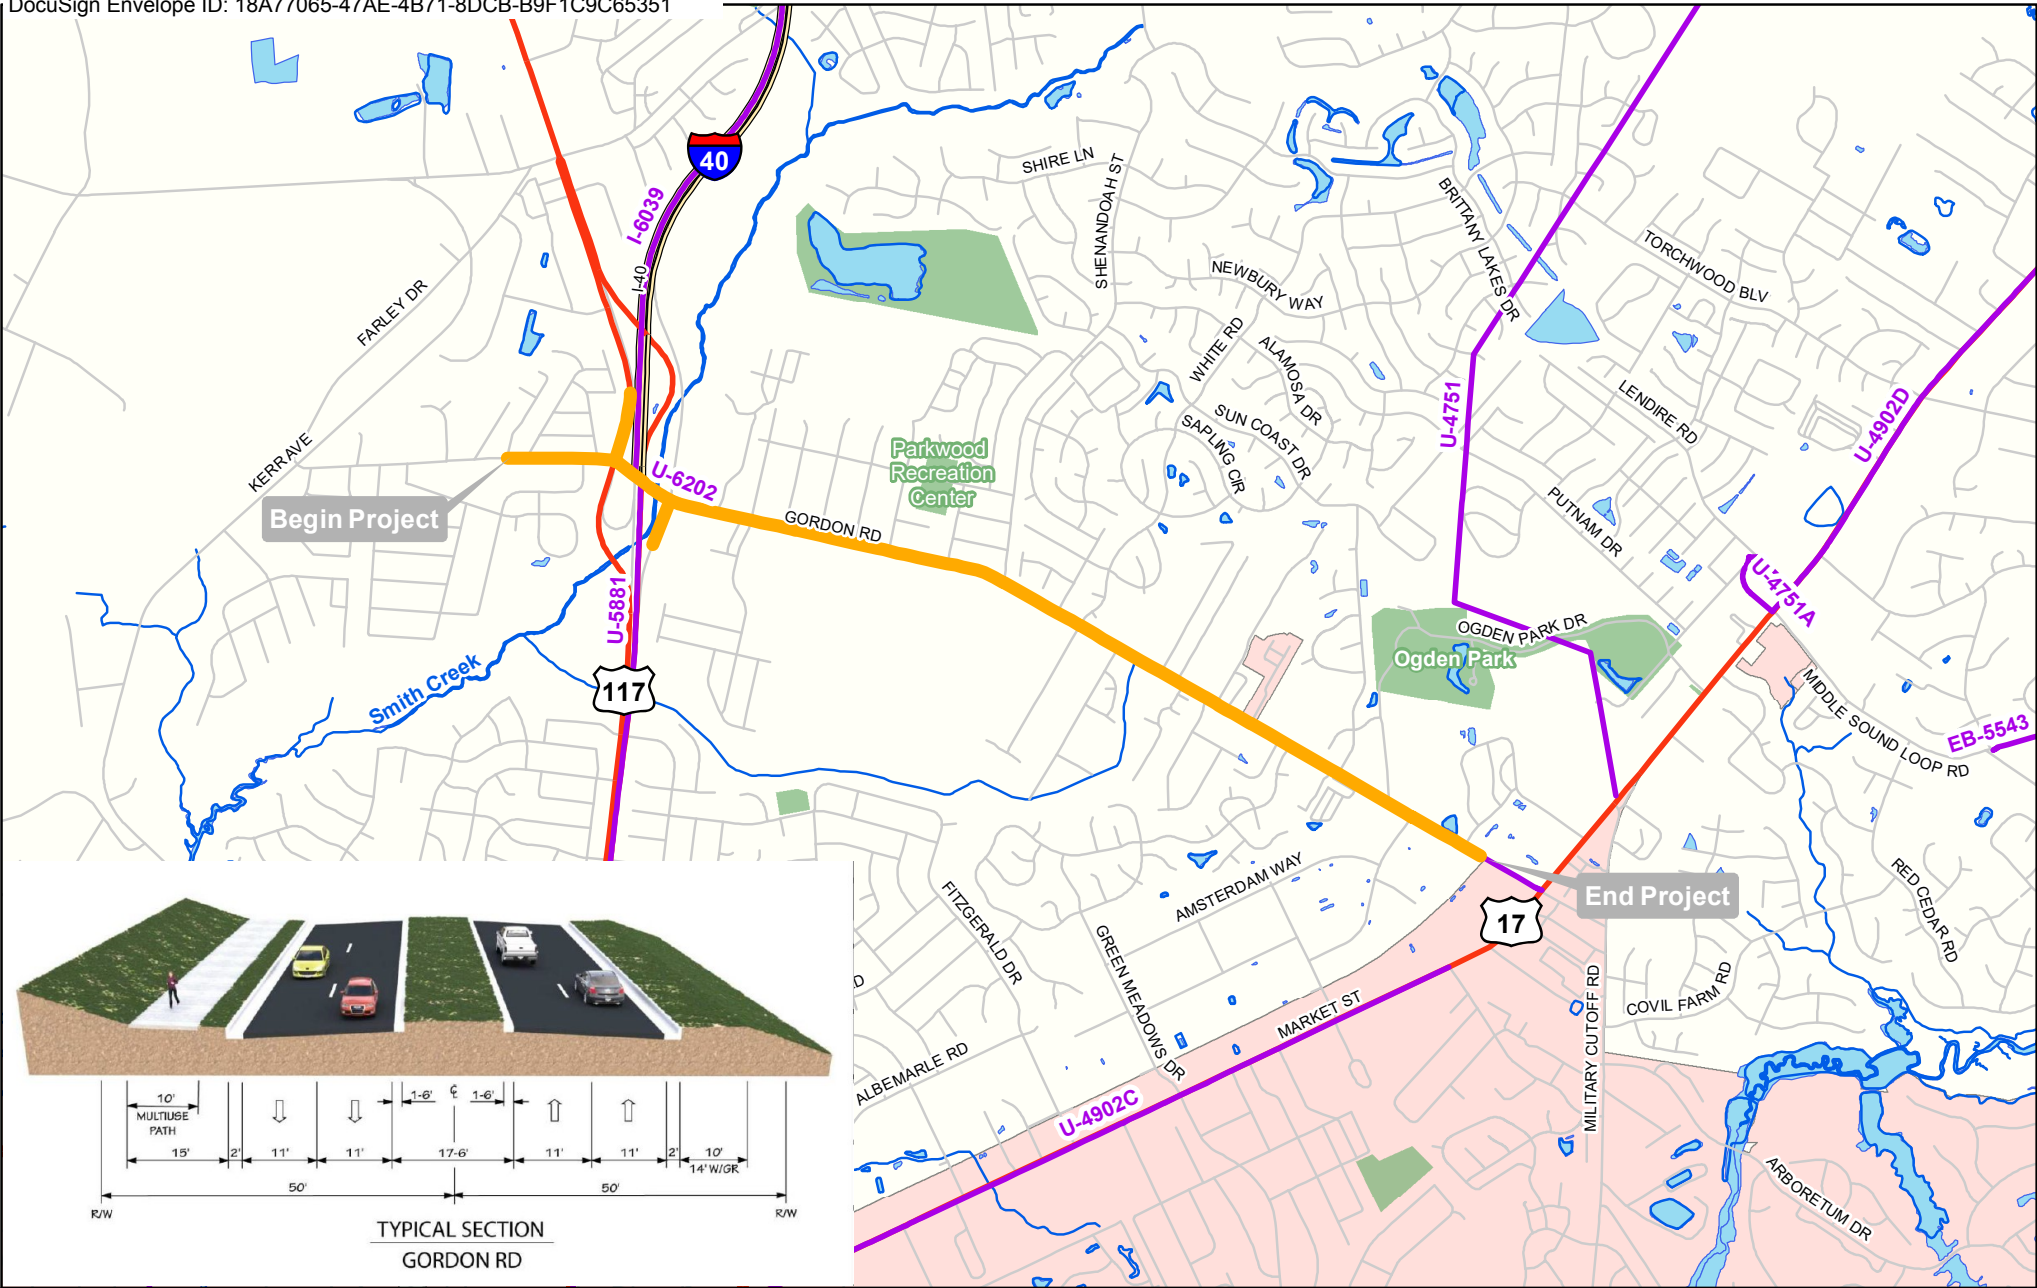 DocuSign Envelope ID: 18A77065-47AE-4B71-8DCB-B9F1C9C65351
40
I-6039
I-40
SHIRE LN
SHENANDOAH ST
BRITTANY LAKES DR
TORCHWOOD BLV
NEWBURY WAY
FARLEY DR
WHITE RD
ALAMOSA DR
SUN COAST DR
SAPLING CIR
U-4751
LENDIRE RD
U-4902D
KERR AVE
Begin Project
U-6202
GORDON RD
Parkwood
Recreation
Center
PUTNAM DR
U-4751A
U-5881
OGDEN PARK DR
Ogden Park
117
Smith Creek
MIDDLE SOUND LOOP RD
EB-5543
End Project
17
AMSTERDAM WAY
FITZGERALD DR
GREEN MEADOWS DR
RED CEDAR RD
COVIL FARM RD
MILITARY CUTOFF RD
MARKET ST
ALBEMARLE RD
U-4902C
ARBORETUM DR
D
10'
MULTIUSE
PATH
1-6' ℄ 1-6'
15' 2' 11' 11' 17-6' 11' 11' 2' 10'
14' W/GR
50' 50'
R/W R/W
TYPICAL SECTION
GORDON RD